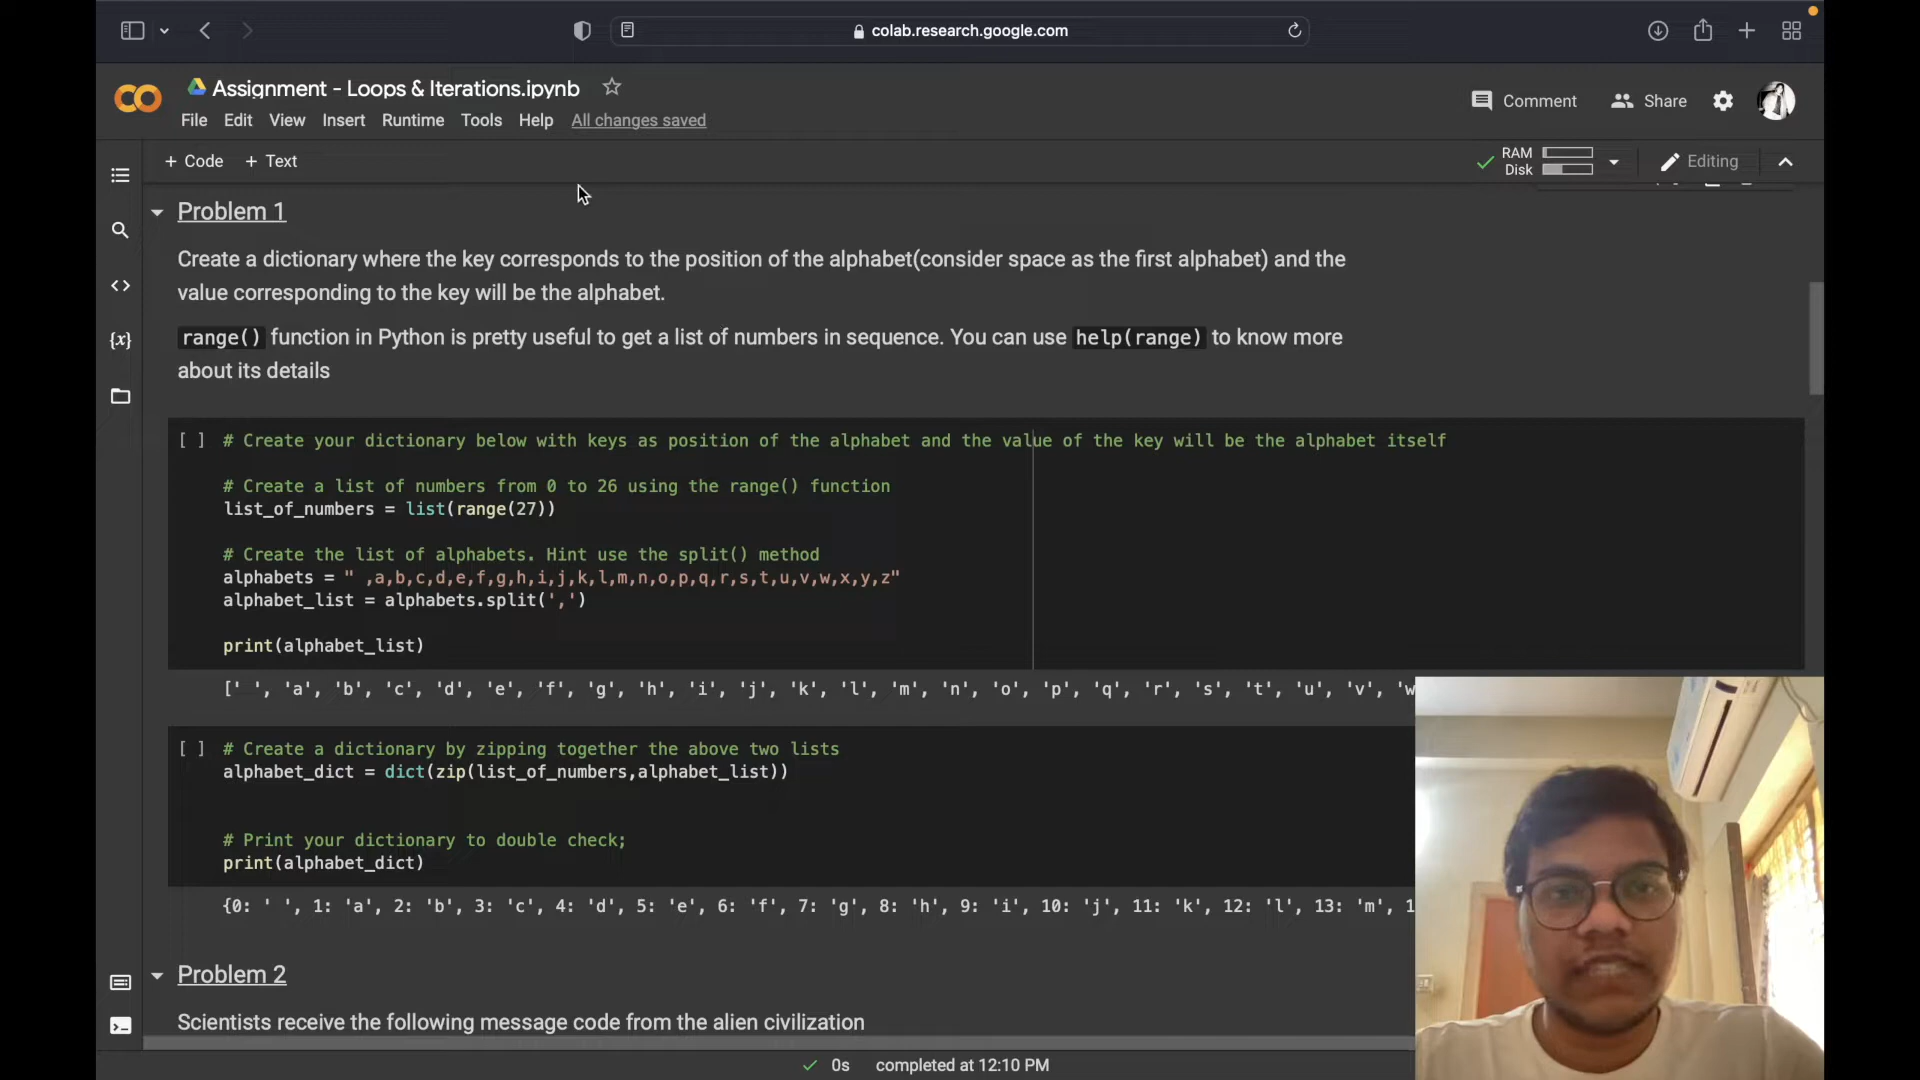 colab.research.google.com
Assignment - Loops & Iterations.ipynb
File Edit View Insert Runtime Tools Help All changes saved
Comment Share
+ Code + Text
RAM
Disk
Editing
Problem 1
Create a dictionary where the key corresponds to the position of the alphabet(consider space as the first alphabet) and the
value corresponding to the key will be the alphabet.
range() function in Python is pretty useful to get a list of numbers in sequence. You can use help(range) to know more
about its details
[ ] # Create your dictionary below with keys as position of the alphabet and the value of the key will be the alphabet itself
# Create a list of numbers from 0 to 26 using the range() function
list_of_numbers = list(range(27))
# Create the list of alphabets. Hint use the split() method
alphabets = " ,a,b,c,d,e,f,g,h,i,j,k,l,m,n,o,p,q,r,s,t,u,v,w,x,y,z"
alphabet_list = alphabets.split(',')
print(alphabet_list)
[' ', 'a', 'b', 'c', 'd', 'e', 'f', 'g', 'h', 'i', 'j', 'k', 'l', 'm', 'n', 'o', 'p', 'q', 'r', 's', 't', 'u', 'v', 'w
[ ] # Create a dictionary by zipping together the above two lists
alphabet_dict = dict(zip(list_of_numbers,alphabet_list))
# Print your dictionary to double check;
print(alphabet_dict)
{0: ' ', 1: 'a', 2: 'b', 3: 'c', 4: 'd', 5: 'e', 6: 'f', 7: 'g', 8: 'h', 9: 'i', 10: 'j', 11: 'k', 12: 'l', 13: 'm', 1
Problem 2
Scientists receive the following message code from the alien civilization
0s completed at 12:10 PM